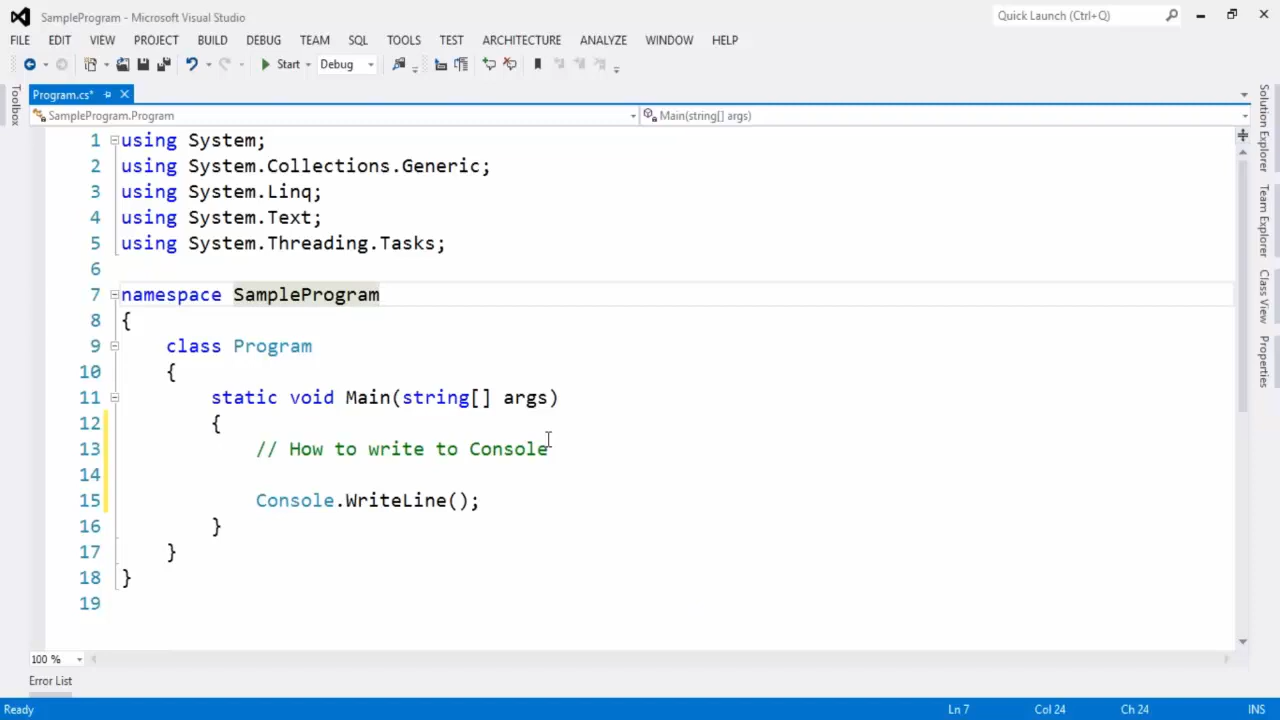 SampleProgram - Microsoft Visual Studio
Quick Launch (Ctrl+Q)
FILE EDIT VIEW PROJECT BUILD DEBUG TEAM SQL TOOLS TEST ARCHITECTURE ANALYZE WINDOW HELP
Start Debug
Toolbox
Program.cs*
SampleProgram.Program
Main(string[] args)
1 using System;
2 using System.Collections.Generic;
3 using System.Linq;
4 using System.Text;
5 using System.Threading.Tasks;
6
7 namespace SampleProgram
8 {
9 class Program
10 {
11 static void Main(string[] args)
12 {
13 // How to write to Console
14
15 Console.WriteLine();
16 }
17 }
18 }
19
Solution Explorer
Team Explorer
Class View
Properties
100 %
Error List
Ready
Ln 7
Col 24
Ch 24
INS